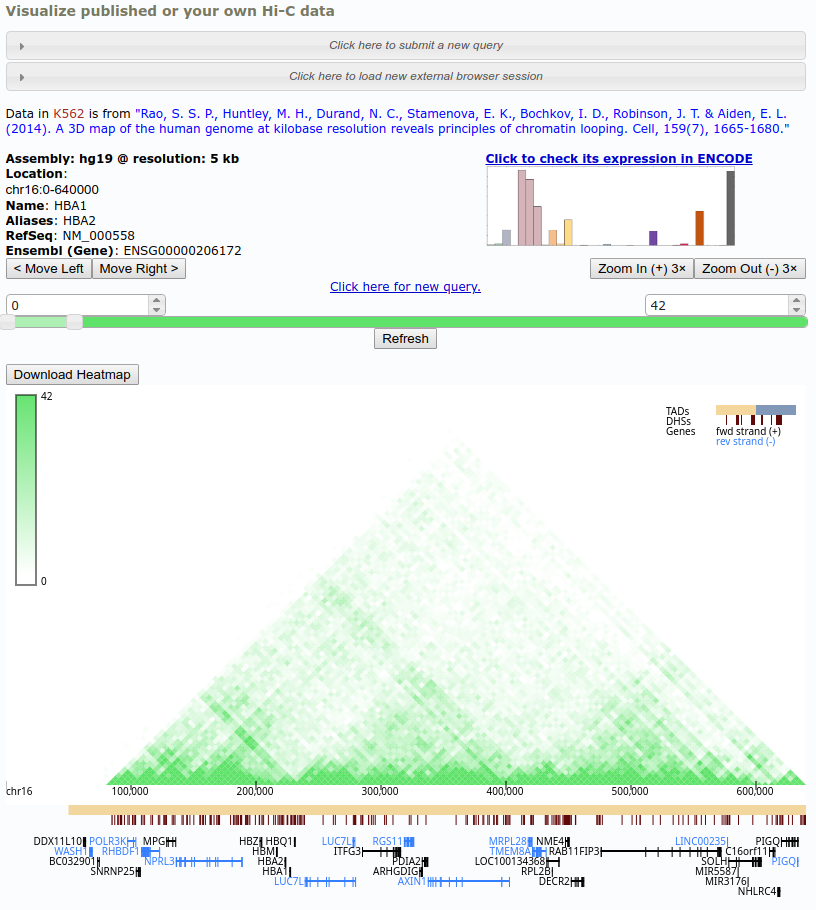 Visualize published or your own Hi-C data
Click here to submit a new query
Click here to load new external browser session
Data in K562 is from "Rao, S. S. P., Huntley, M. H., Durand, N. C., Stamenova, E. K., Bochkov, I. D., Robinson, J. T. & Aiden, E. L.
(2014). A 3D map of the human genome at kilobase resolution reveals principles of chromatin looping. Cell, 159(7), 1665-1680."
Assembly: hg19 @ resolution: 5 kb
Location:
chr16:0-640000
Name: HBA1
Aliases: HBA2
RefSeq: NM_000558
Ensembl (Gene): ENSG00000206172
Click to check its expression in ENCODE
< Move Left Move Right > Zoom In (+) 3× Zoom Out (-) 3×
Click here for new query.
0 42
Refresh
Download Heatmap
42
0
TADs
DHSs
Genes fwd strand (+)
rev strand (-)
chr16 100,000 200,000 300,000 400,000 500,000 600,000
DDX11L10 POLR3K MPG HBZ HBQ1 LUC7L RGS11 MRPL28 NME4 LINC00235 PIGQ
WASH1 RHBDF1 HBM ITFG3 TMEM8A RAB11FIP3 C16orf11
BC032901 NPRL3 HBA2 PDIA2 LOC100134368 SOLH PIGQ
SNRNP25 HBA1 ARHGDIG RPL2B MIR5587
LUC7L AXIN1 DECR2 MIR3176
NHLRC4